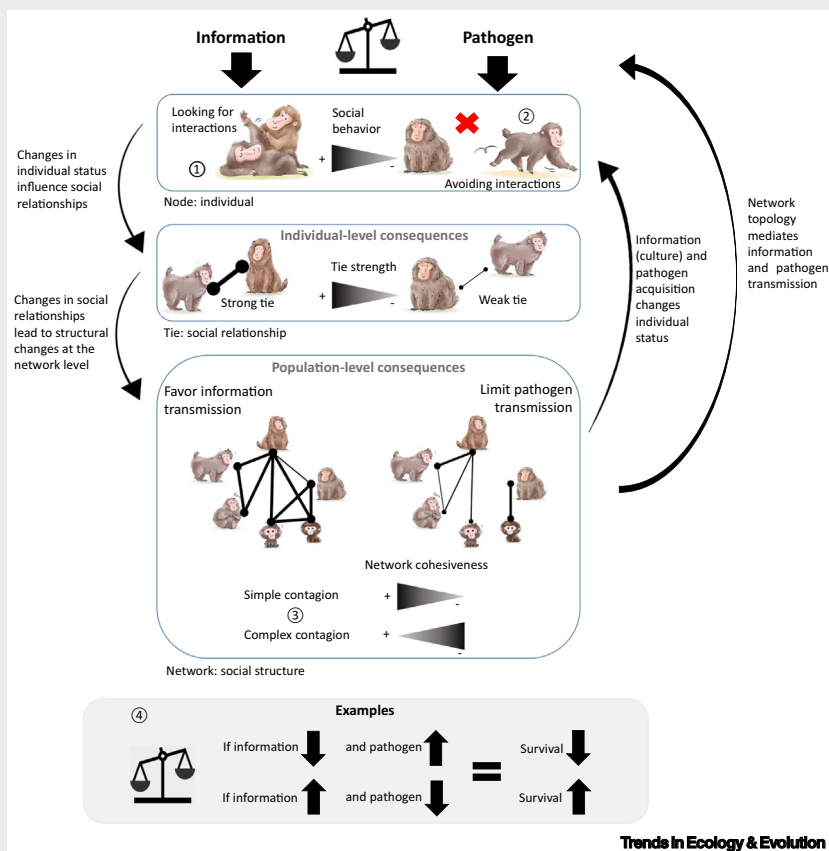 Information
Pathogen
Looking for
interactions
Social
behavior
②
①
+
-
Avoiding interactions
Node: individual
Changes in
individual status
influence social
relationships
Individual-level consequences
Tie strength
Strong tie
+
-
Weak tie
Tie: social relationship
Changes in social
relationships
lead to structural
changes at the
network level
Information
(culture) and
pathogen
acquisition
changes
individual
status
Network
topology
mediates
information
and pathogen
transmission
Population-level consequences
Favor information
transmission
Limit pathogen
transmission
Network cohesiveness
Simple contagion
+
-
③
Complex contagion
+
-
Network: social structure
④
Examples
If information
and pathogen
=
Survival
If information
and pathogen
Survival
Trends in Ecology & Evolution